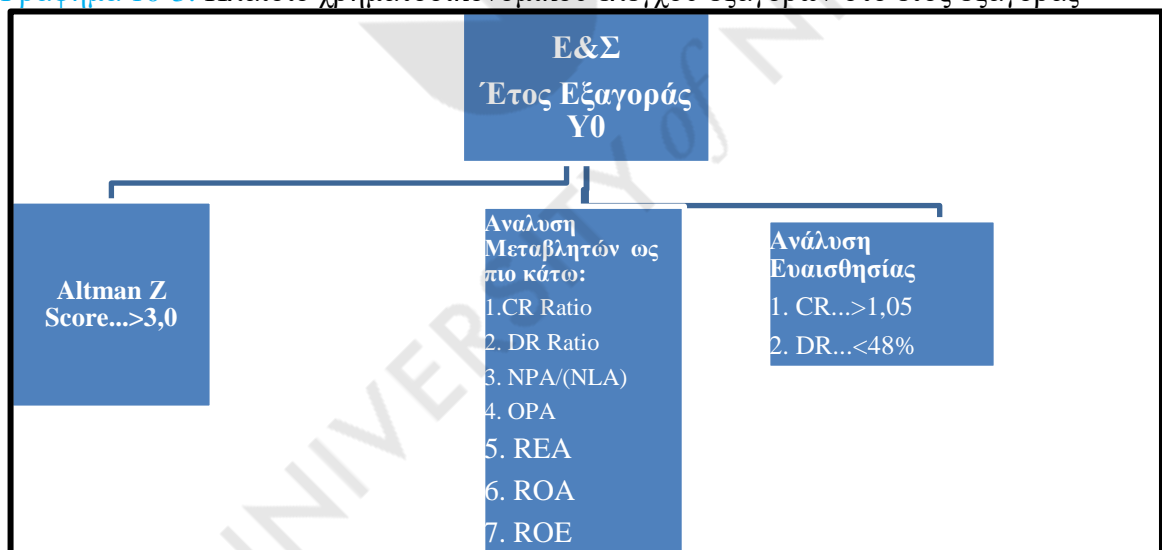 Ε&Σ
Έτος Εξαγοράς
Υ0
Altman Z
Score...>3,0
Αναλυση
Μεταβλητών ως
πιο κάτω:
1.CR Ratio
2. DR Ratio
3. NPA/(NLA)
4. OPA
5. REA
6. ROA
7. ROE
Ανάλυση
Ευαισθησίας
1. CR...>1,05
2. DR...<48%
UNIVERSITY of